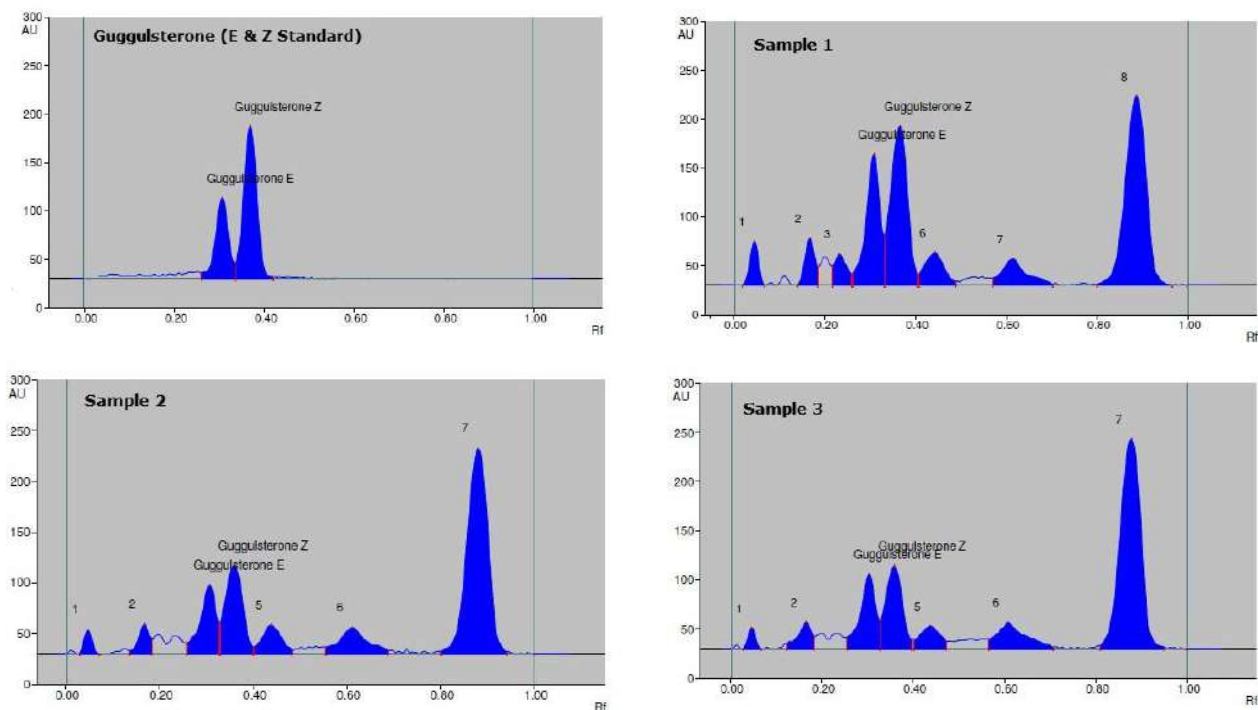 300
AU
250
200
150
100
50
0
Guggulsterone (E & Z Standard)
Guggulsterone Z
Guggulsterone E
0.00 0.20 0.40 0.60 0.80 1.00
Rf
300
AU
250
200
150
100
50
0
Sample 1
8
Guggulsterone Z
Guggulsterone E
1 2 3 6 7
0.00 0.20 0.40 0.60 0.80 1.00
Rf
300
AU
250
200
150
100
50
0
Sample 2
7
Guggulsterone Z
Guggulsterone E
1 2 5 6
0.00 0.20 0.40 0.60 0.80 1.00
Rf
300
AU
250
200
150
100
50
0
Sample 3
7
Guggulsterone Z
Guggulsterone E
1 2 5 6
0.00 0.20 0.40 0.60 0.80 1.00
Rf